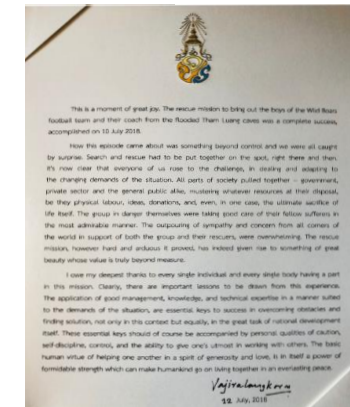 This is a moment of great joy. The rescue mission to bring out the boys of the Wild Boars
football team and their coach from the flooded Tham Luang caves was a complete success,
accomplished on 10 July 2018.
How this episode came about was something beyond control and we were all caught
by surprise. Search and rescue had to be put together on the spot, right there and then.
It's now clear that everyone of us rose to the challenge, in dealing and adapting to
the changing demands of the situation. All parts of society pulled together – government,
private sector and the general public alike, mustering whatever resources at their disposal,
be they physical labour, ideas, donations, and, even, in one case, the ultimate sacrifice of
life itself. The group in danger themselves were taking good care of their fellow sufferers in
the most admirable manner. The outpouring of sympathy and concern from all corners of
the world in support of both the group and their rescuers, were overwhelming. The rescue
mission, however hard and arduous it proved, has indeed given rise to something of great
beauty whose value is truly beyond measure.
I owe my deepest thanks to every single individual and every single body having a part
in this mission. Clearly, there are important lessons to be drawn from this experience.
The application of good management, knowledge, and technical expertise in a manner suited
to the demands of the situation, are essential keys to success in overcoming obstacles and
finding solution, not only in this context but equally, in the great task of national development
itself. These essential keys should of course be accompanied by personal qualities of caution,
self-discipline, control, and the ability to give one's utmost in working with others. The basic
human virtue of helping one another in a spirit of generosity and love, is in itself a power of
formidable strength which can make humankind go on living together in an everlasting peace.
Vajiralongkorn
12 July, 2018